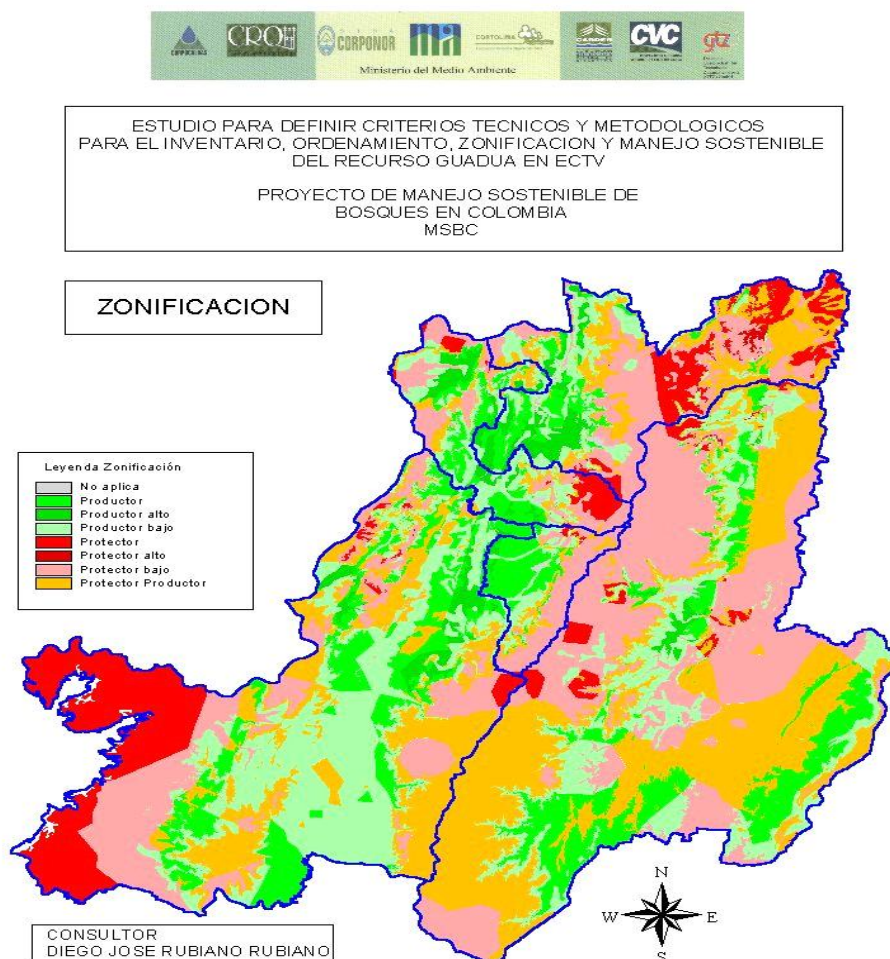 CRQ
CORPONOR
CORTOLINA
CARDER
CVC
gtz
Ministerio del Medio Ambiente
ESTUDIO PARA DEFINIR CRITERIOS TECNICOS Y METODOLOGICOS
PARA EL INVENTARIO, ORDENAMIENTO, ZONIFICACION Y MANEJO SOSTENIBLE
DEL RECURSO GUADUA EN ECTV
PROYECTO DE MANEJO SOSTENIBLE DE
BOSQUES EN COLOMBIA
MSBC
ZONIFICACION
Leyenda Zonificación
No aplica
Productor
Productor alto
Productor bajo
Protector
Protector alto
Protector bajo
Protector Productor
N
W E
S
CONSULTOR
DIEGO JOSE RUBIANO RUBIANO